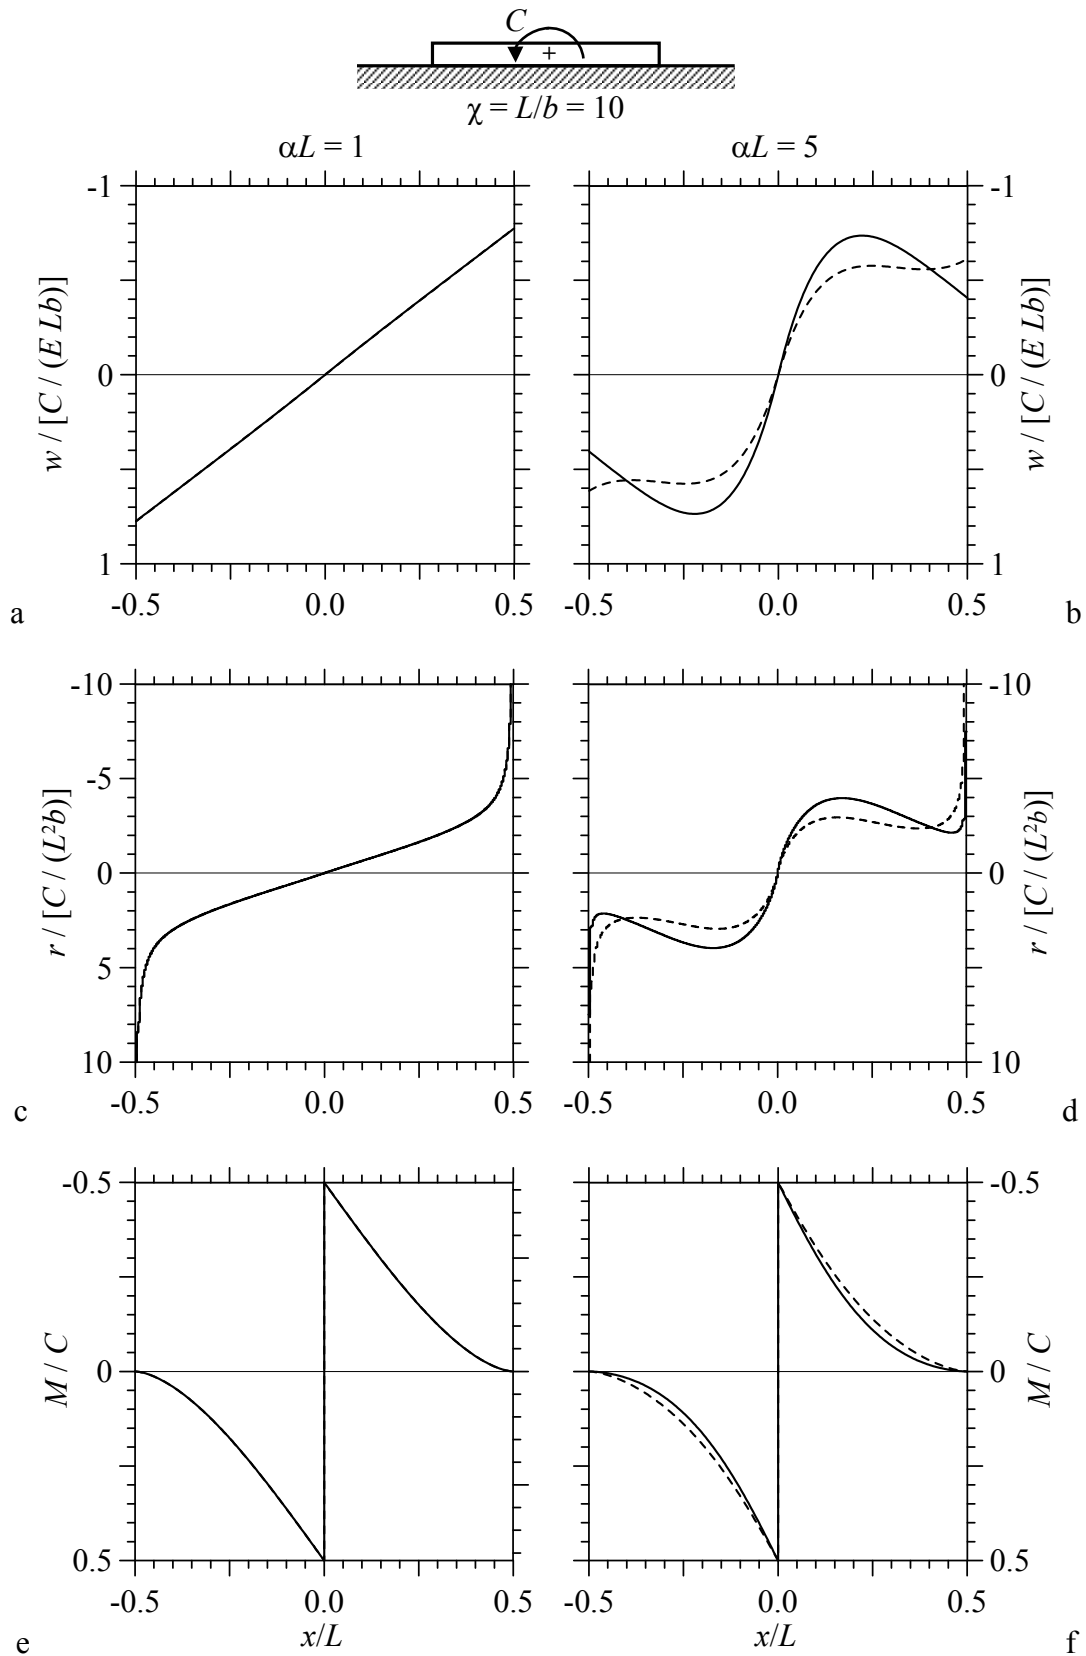 C
+
χ = L/b = 10
αL = 1
αL = 5
-1
0
1
w / [C / (E Lb)]
-0.5 0.0 0.5
a
-1
0
1
w / [C / (E Lb)]
-0.5 0.0 0.5
b
-10
-5
0
5
10
r / [C / (L²b)]
-0.5 0.0 0.5
c
-10
-5
0
5
10
r / [C / (L²b)]
-0.5 0.0 0.5
d
-0.5
0
0.5
M / C
-0.5 0.0 0.5
x/L
e
-0.5
0
0.5
M / C
-0.5 0.0 0.5
x/L
f